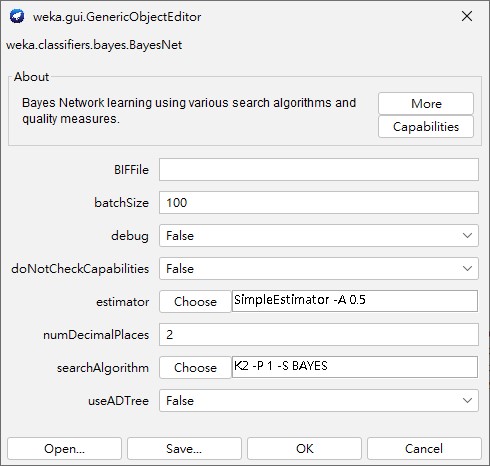 weka.gui.GenericObjectEditor
weka.classifiers.bayes.BayesNet
About
Bayes Network learning using various search algorithms and
quality measures.
More
Capabilities
BIFFile
batchSize 100
debug False
doNotCheckCapabilities False
estimator Choose SimpleEstimator -A 0.5
numDecimalPlaces 2
searchAlgorithm Choose K2 -P 1 -S BAYES
useADTree False
Open... Save... OK Cancel